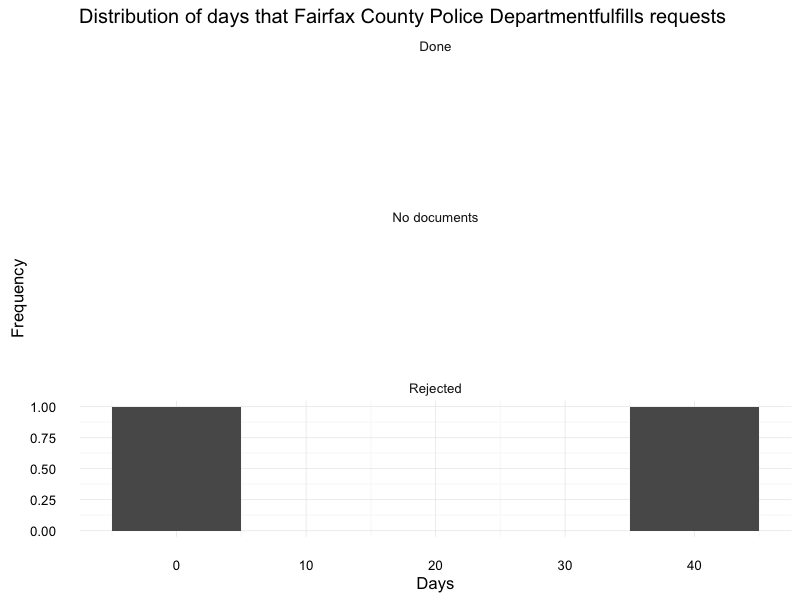 Distribution of days that Fairfax County Police Departmentfulfills requests
Done
No documents
Frequency
Rejected
1.00
0.75
0.50
0.25
0.00
0 10 20 30 40
Days